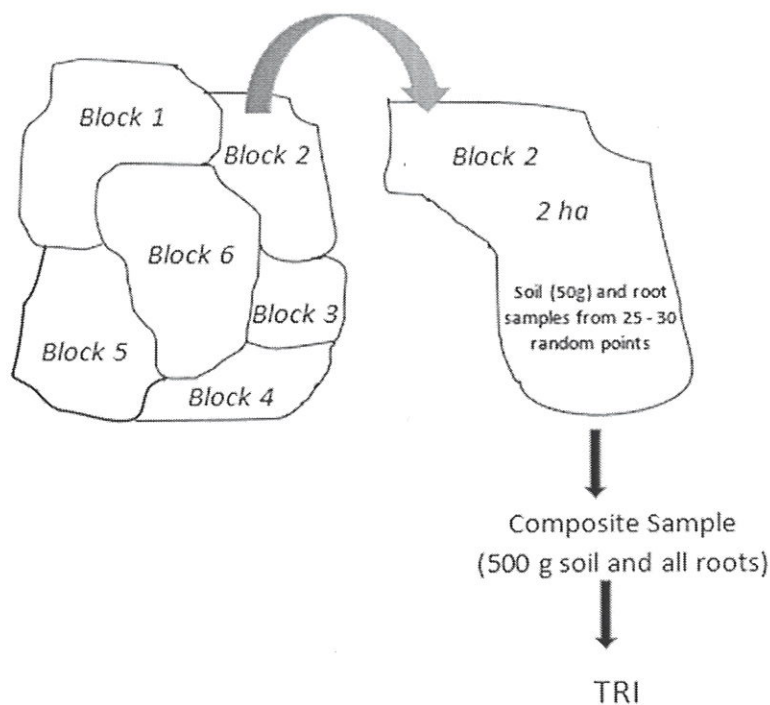 Block 1
Block 2
Block 6
Block 3
Block 5
Block 4
Block 2
2 ha
Soil (50g) and root
samples from 25 - 30
random points
Composite Sample
(500 g soil and all roots)
TRI